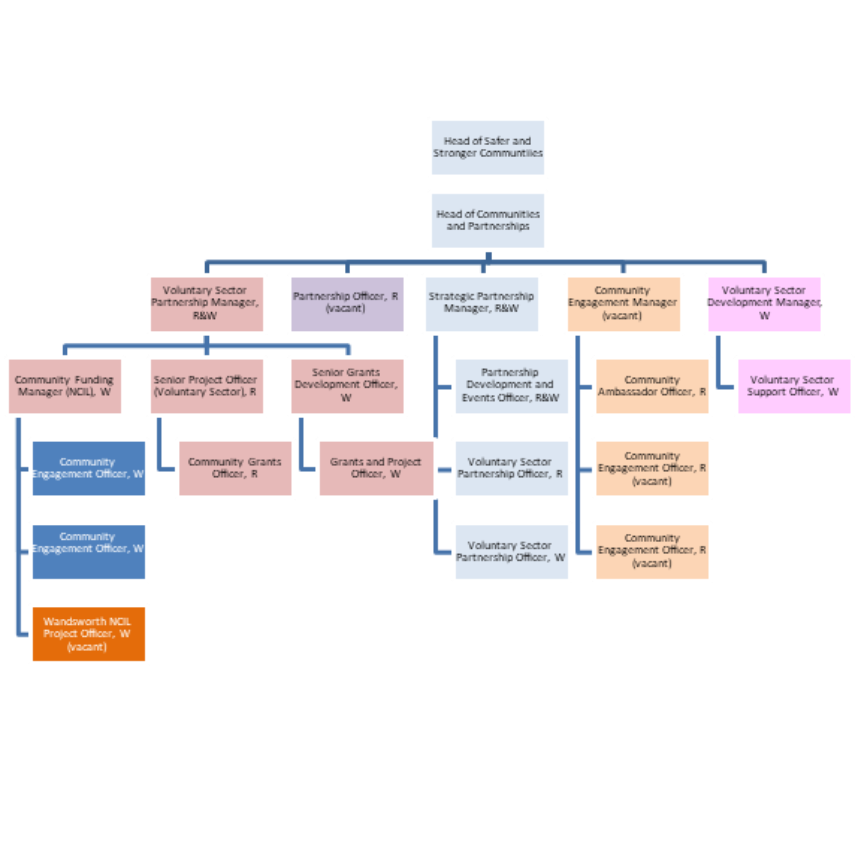 Head of Safer and
Stronger Communtiies
Head of Communities
and Partnerships
Voluntary Sector
Partnership Manager,
R&W
Partnership Officer, R
(vacant)
Strategic Partnership
Manager, R&W
Community
Engagement Manager
(vacant)
Voluntary Sector
Development Manager,
W
Community Funding
Manager (NCIL), W
Senior Project Officer
(Voluntary Sector), R
Senior Grants
Development Officer,
W
Partnership
Development and
Events Officer, R&W
Community
Ambassador Officer, R
Voluntary Sector
Support Officer, W
Community
Engagement Officer, W
Community Grants
Officer, R
Grants and Project
Officer, W
Voluntary Sector
Partnership Officer, R
Community
Engagement Officer, R
(vacant)
Community
Engagement Officer, W
Voluntary Sector
Partnership Officer, W
Community
Engagement Officer, R
(vacant)
Wandsworth NCIL
Project Officer, W
(vacant)